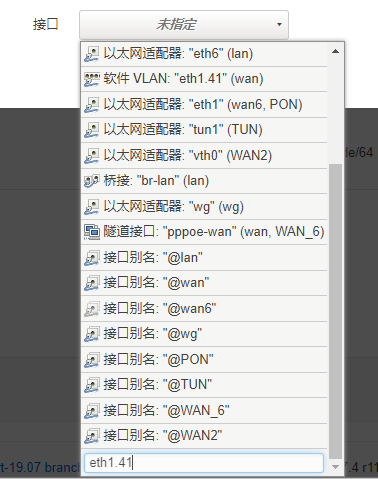 接口
未指定
以太网适配器: "eth6" (lan)
软件 VLAN: "eth1.41" (wan)
以太网适配器: "eth1" (wan6, PON)
以太网适配器: "tun1" (TUN)
以太网适配器: "vth0" (WAN2)
de/64
桥接: "br-lan" (lan)
以太网适配器: "wg" (wg)
隧道接口: "pppoe-wan" (wan, WAN_6)
接口别名: "@lan"
接口别名: "@wan"
接口别名: "@wan6"
接口别名: "@wg"
接口别名: "@PON"
接口别名: "@TUN"
接口别名: "@WAN_6"
接口别名: "@WAN2"
eth1.41
rt-19.07 branc
7.4 r11